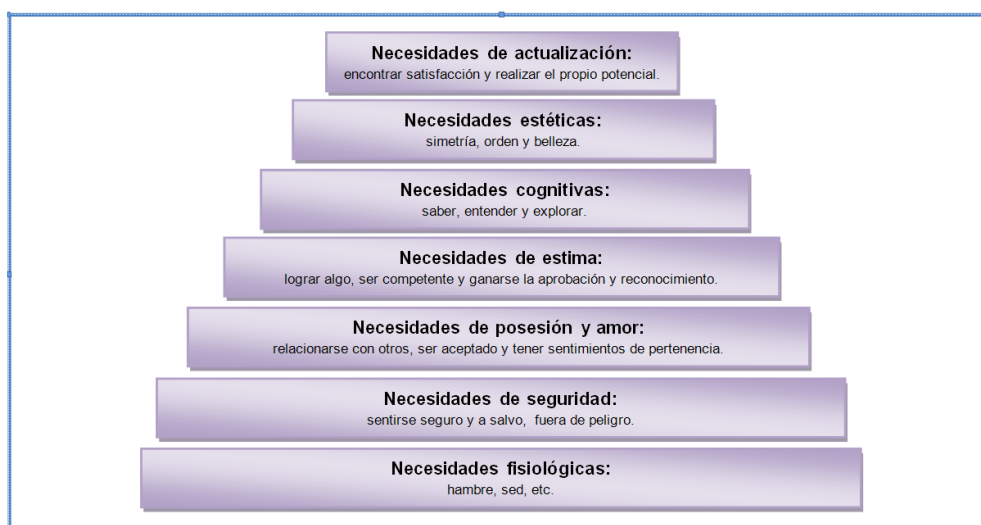 Necesidades de actualización:
encontrar satisfacción y realizar el propio potencial.
Necesidades estéticas:
simetría, orden y belleza.
Necesidades cognitivas:
saber, entender y explorar.
Necesidades de estima:
lograr algo, ser competente y ganarse la aprobación y reconocimiento.
Necesidades de posesión y amor:
relacionarse con otros, ser aceptado y tener sentimientos de pertenencia.
Necesidades de seguridad:
sentirse seguro y a salvo,  fuera de peligro.
Necesidades fisiológicas:
hambre, sed, etc.